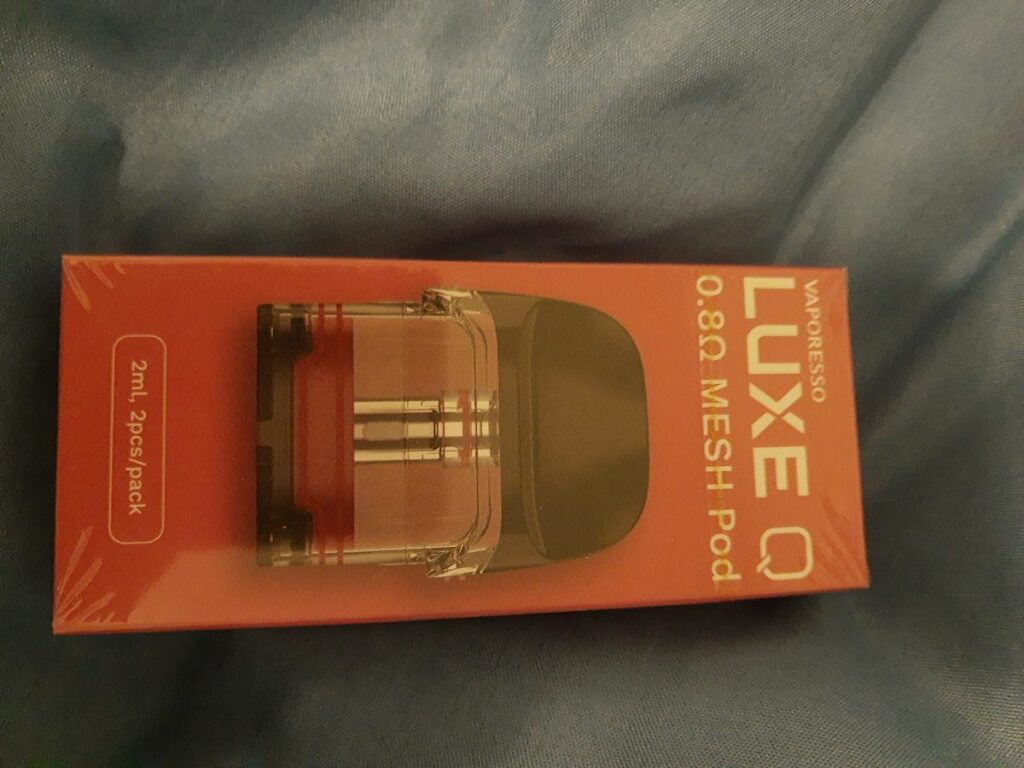 VAPORESSO
LUXE Q
0.8Ω MESH Pod
2ml, 2pcs/pack